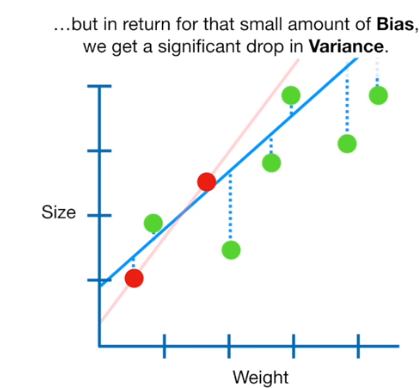 ...but in return for that small amount of Bias,
we get a significant drop in Variance.
Size
Weight